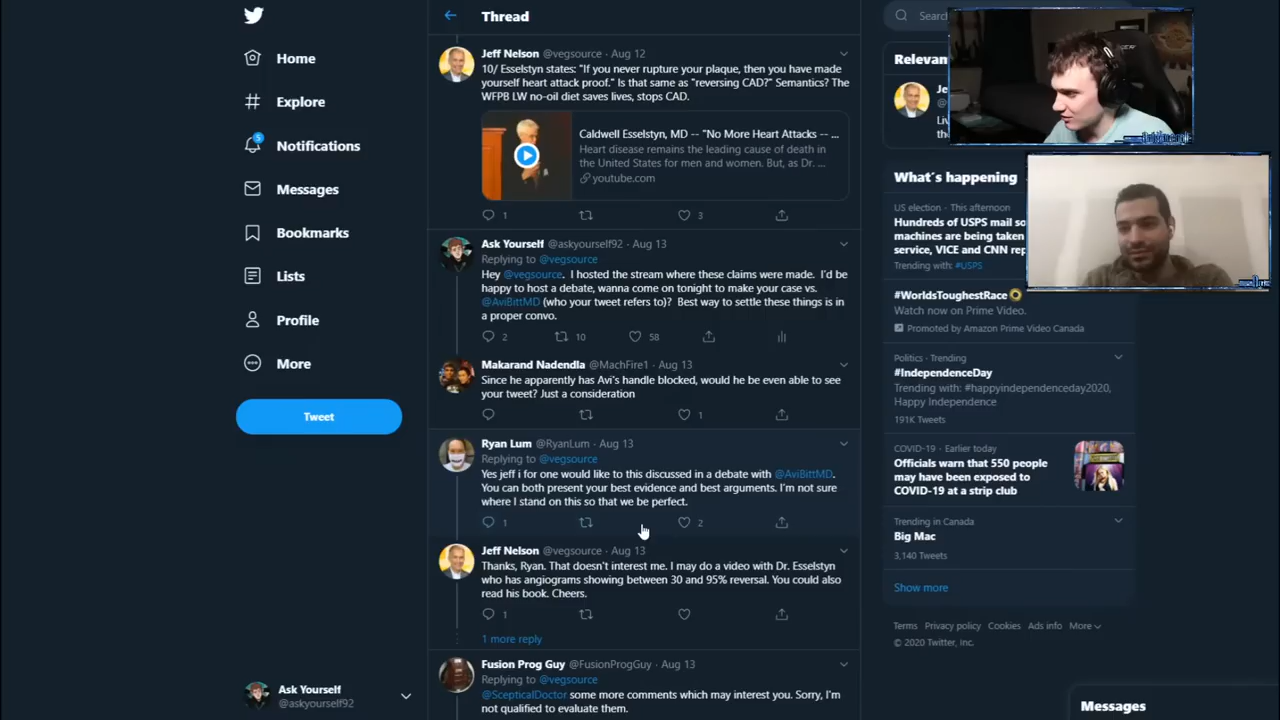 Home
Explore
5
Notifications
Messages
Bookmarks
Lists
Profile
More
Tweet
Ask Yourself
@askyourself92
Thread
Jeff Nelson @vegsource · Aug 12
10/ Esselstyn states: "If you never rupture your plaque, then you have made
yourself heart attack proof." Is that same as "reversing CAD?" Semantics? The
WFPB LW no-oil diet saves lives, stops CAD.
Caldwell Esselstyn, MD -- "No More Heart Attacks -- ...
Heart disease remains the leading cause of death in
the United States for men and women. But, as Dr. ...
youtube.com
1
3
Ask Yourself @askyourself92 · Aug 13
Replying to @vegsource
Hey @vegsource. I hosted the stream where these claims were made. I'd be
happy to host a debate, wanna come on tonight to make your case vs.
@AviBittMD (who your tweet refers to)? Best way to settle these things is in
a proper convo.
2
10
58
Makarand Nadendla @MachFire1 · Aug 13
Since he apparently has Avi's handle blocked, would he be even able to see
your tweet? Just a consideration
1
Ryan Lum @RyanLum · Aug 13
Replying to @vegsource
Yes jeff i for one would like to this discussed in a debate with @AviBittMD.
You can both present your best evidence and best arguments. I'm not sure
where I stand on this so that we be perfect.
1
2
Jeff Nelson @vegsource · Aug 13
Thanks, Ryan. That doesn't interest me. I may do a video with Dr. Esselstyn
who has angiograms showing between 30 and 95% reversal. You could also
read his book. Cheers.
1
1 more reply
Fusion Prog Guy @FusionProgGuy · Aug 13
Replying to @vegsource
@ScepticalDoctor some more comments which may interest you. Sorry, I'm
not qualified to evaluate them.
What's happening
US election · This afternoon
Hundreds of USPS mail so
machines are being taken
service, VICE and CNN rep
Trending with: #USPS
#WorldsToughestRace
Watch now on Prime Video.
Promoted by Amazon Prime Video Canada
Politics · Trending
#IndependenceDay
Trending with: #happyindependenceday2020,
Happy Independence
191K Tweets
COVID-19 · Earlier today
Officials warn that 550 people
may have been exposed to
COVID-19 at a strip club
Trending in Canada
Big Mac
3,140 Tweets
Show more
Terms Privacy policy Cookies Ads info More
© 2020 Twitter, Inc.
Messages